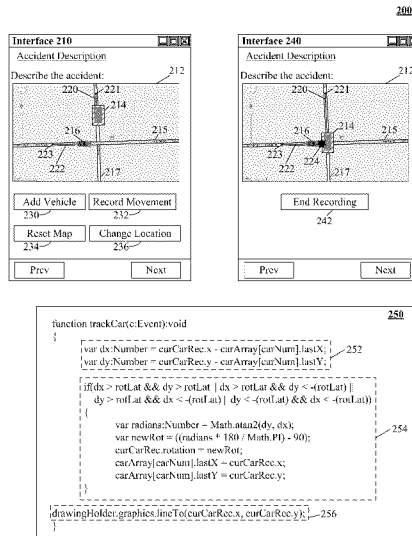 200
Interface 210
Accident Description
Describe the accident:
212
220
221
214
216
215
223
222
217
Add Vehicle
Record Movement
230
232
Reset Map
Change Location
234
236
Prev
Next
Interface 240
Accident Description
Describe the accident:
212
220
221
214
216
215
223
224
222
217
End Recording
242
Prev
Next
250
function trackCar(e:Event):void
{
var dx:Number = curCarRec.x - carArray[carNum].lastX;
var dy:Number = curCarRec.y - carArray[carNum].lastY;
252
if(dx > rotLat && dy > rotLat | dx > rotLat && dy < -(rotLat) ||
dy > rotLat && dx < -(rotLat) | dy < -(rotLat) && dx < -(rotLat))
{
var radians:Number = Math.atan2(dy, dx);
var newRot = ((radians * 180 / Math.PI) - 90);
curCarRec.rotation = newRot;
carArray[carNum].lastX = curCarRec.x;
carArray[carNum].lastY = curCarRec.y;
}
254
drawingHolder.graphics.lineTo(curCarRec.x, curCarRec.y);
256
}